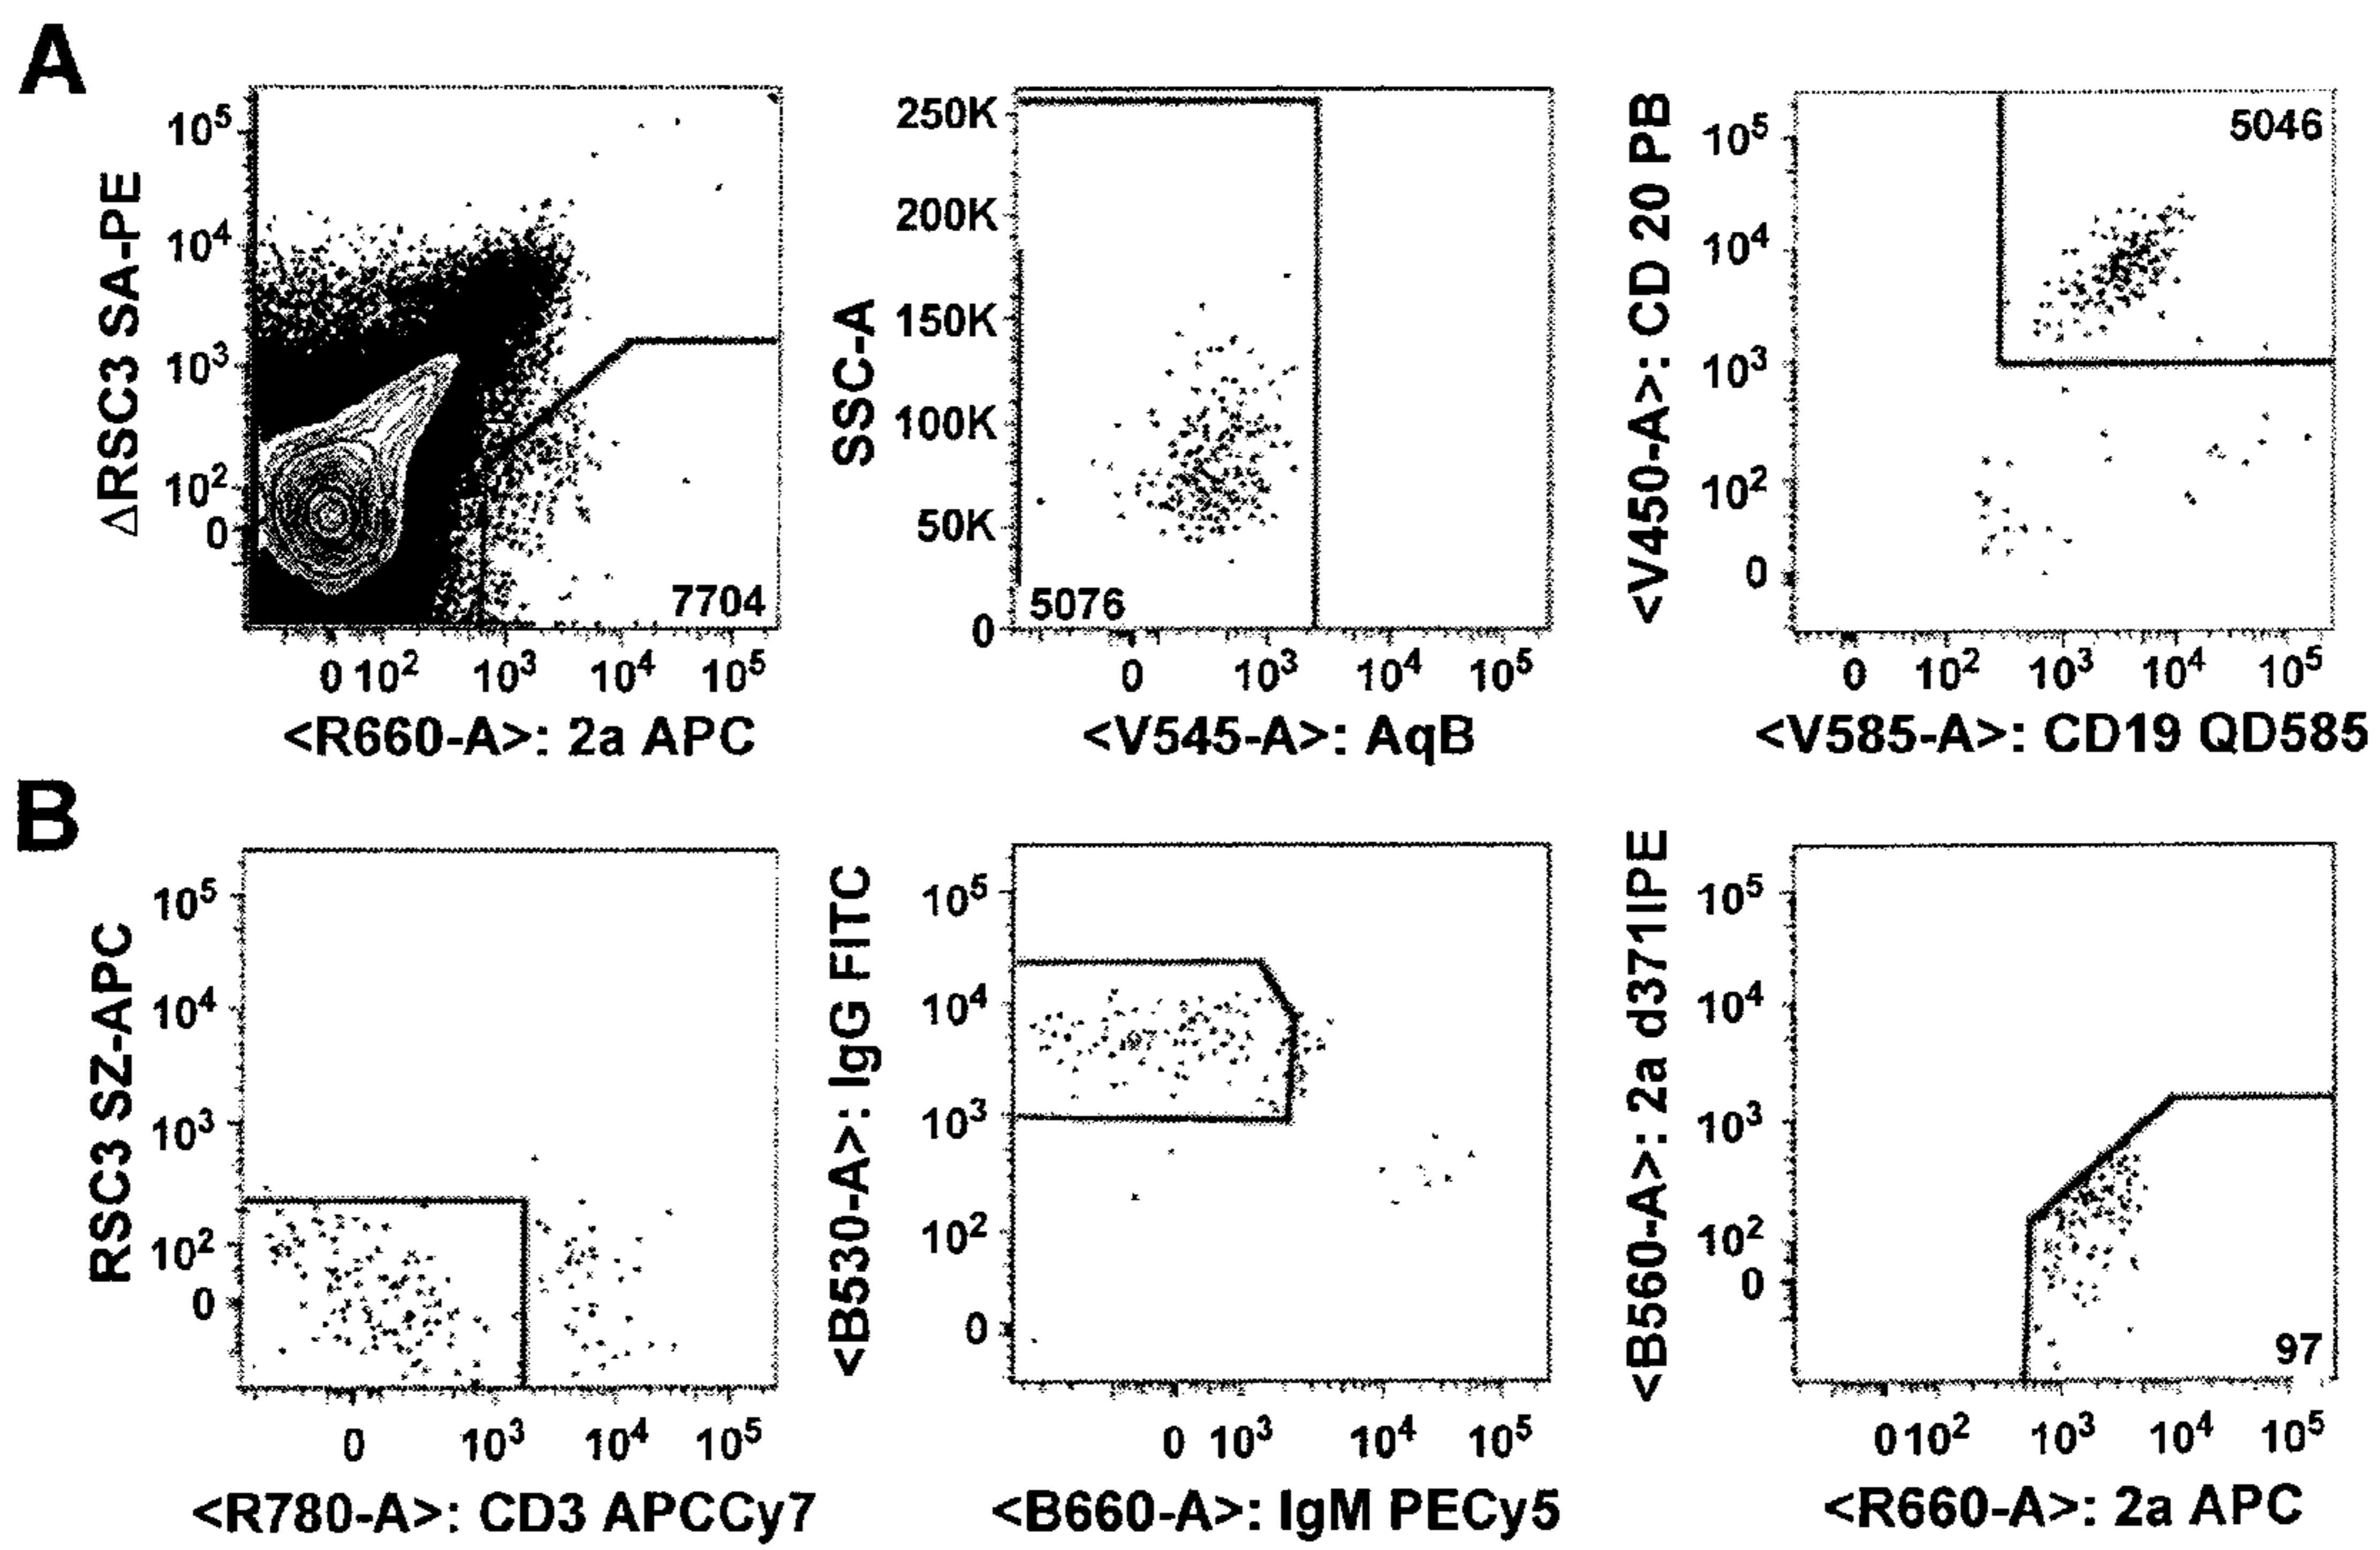 A
ΔRSC3 SA-PE
10^5
10^4
10^3
10^2
0
7704
0 10^2 10^3 10^4 10^5
<R660-A>: 2a APC
SSC-A
250K
200K
150K
100K
50K
0
5076
0 10^3 10^4 10^5
<V545-A>: AqB
<V450-A>: CD 20 PB
10^5
10^4
10^3
10^2
0
5046
0 10^2 10^3 10^4 10^5
<V585-A>: CD19 QD585
B
RSC3 SZ-APC
10^5
10^4
10^3
10^2
0
0 10^3 10^4 10^5
<R780-A>: CD3 APCCy7
<B530-A>: IgG FITC
10^5
10^4
10^3
10^2
0
0 10^3 10^4 10^5
<B660-A>: IgM PECy5
<B560-A>: 2a d371IPE
10^5
10^4
10^3
10^2
0
97
0 10^2 10^3 10^4 10^5
<R660-A>: 2a APC